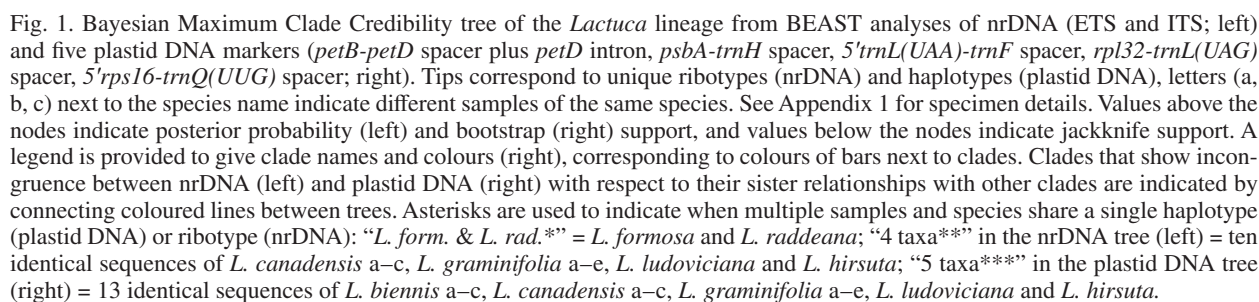 Fig. 1. Bayesian Maximum Clade Credibility tree of the Lactuca lineage from BEAST analyses of nrDNA (ETS and ITS; left)
and five plastid DNA markers (petB-petD spacer plus petD intron, psbA-trnH spacer, 5'trnL(UAA)-trnF spacer, rpl32-trnL(UAG)
spacer, 5'rps16-trnQ(UUG) spacer; right). Tips correspond to unique ribotypes (nrDNA) and haplotypes (plastid DNA), letters (a,
b, c) next to the species name indicate different samples of the same species. See Appendix 1 for specimen details. Values above the
nodes indicate posterior probability (left) and bootstrap (right) support, and values below the nodes indicate jackknife support. A
legend is provided to give clade names and colours (right), corresponding to colours of bars next to clades. Clades that show incon-
gruence between nrDNA (left) and plastid DNA (right) with respect to their sister relationships with other clades are indicated by
connecting coloured lines between trees. Asterisks are used to indicate when multiple samples and species share a single haplotype
(plastid DNA) or ribotype (nrDNA): “L. form. & L. rad.*” = L. formosa and L. raddeana; “4 taxa**” in the nrDNA tree (left) = ten
identical sequences of L. canadensis a–c, L. graminifolia a–e, L. ludoviciana and L. hirsuta; “5 taxa***” in the plastid DNA tree
(right) = 13 identical sequences of L. biennis a–c, L. canadensis a–c, L. graminifolia a–e, L. ludoviciana and L. hirsuta.